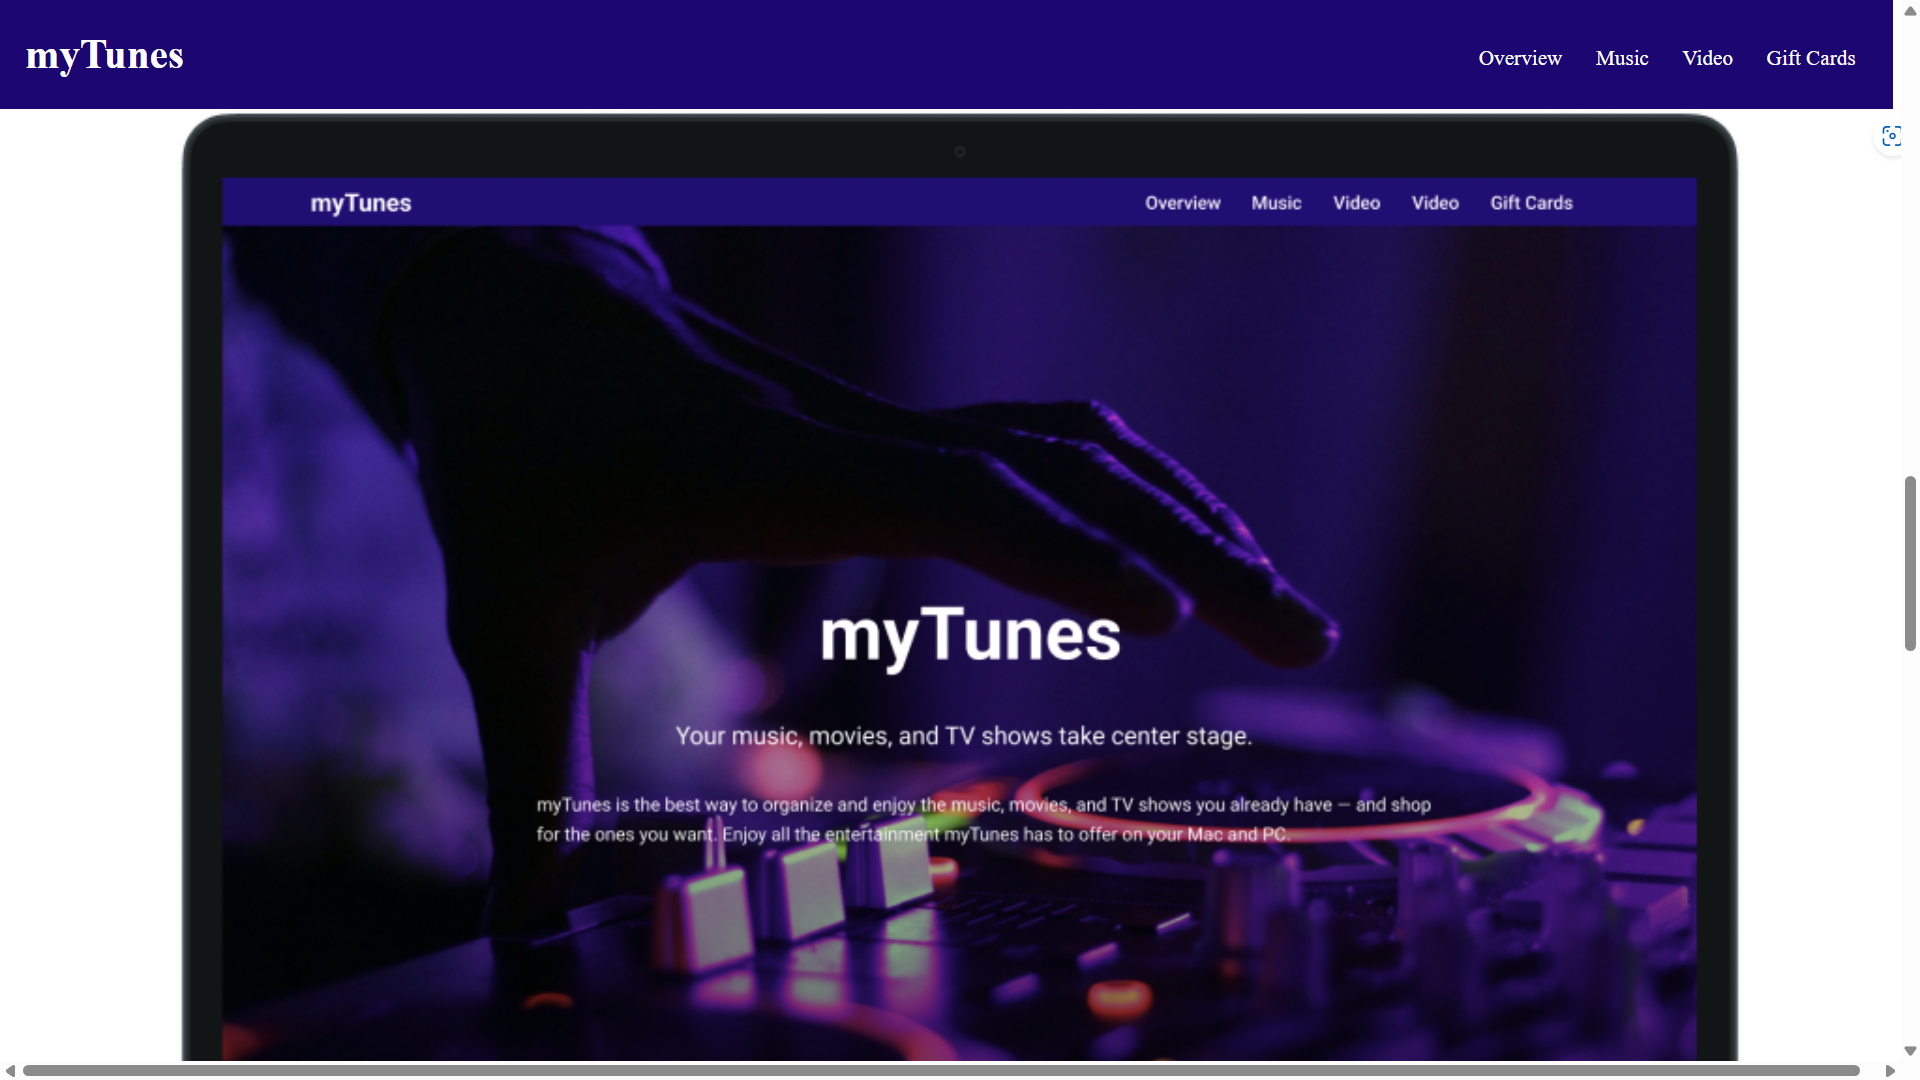 myTunes
Overview Music Video Gift Cards
myTunes
Overview Music Video Video Gift Cards
myTunes
Your music, movies, and TV shows take center stage.
myTunes is the best way to organize and enjoy the music, movies, and TV shows you already have — and shop
for the ones you want. Enjoy all the entertainment myTunes has to offer on your Mac and PC.